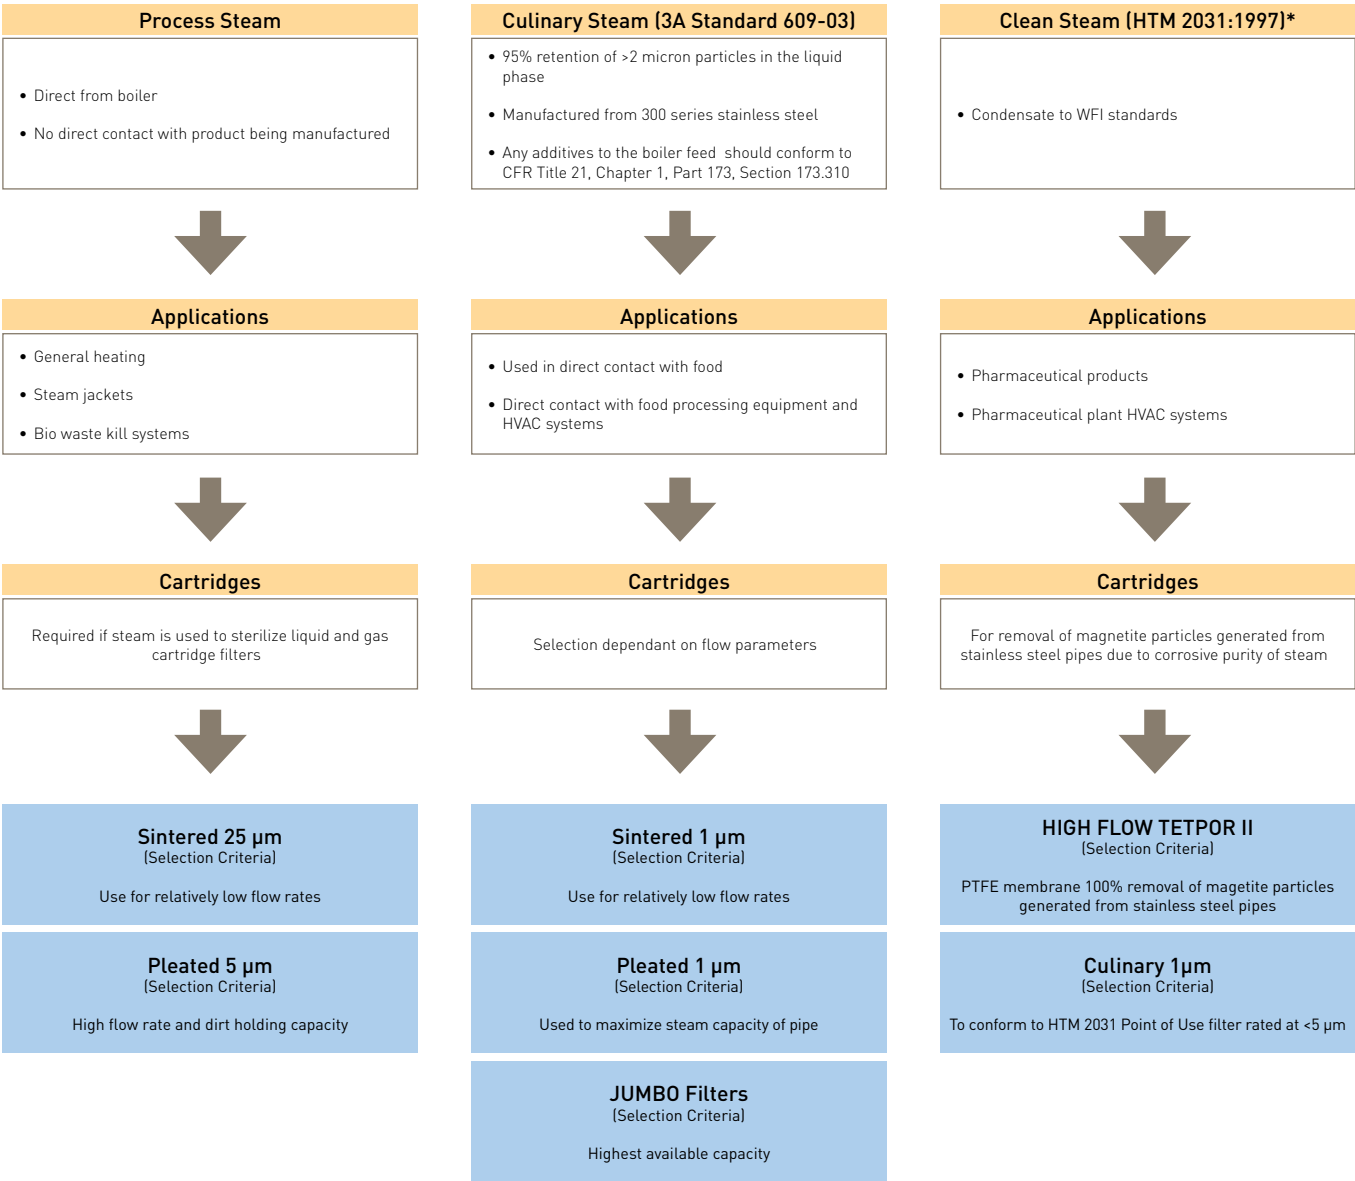 Process Steam
• Direct from boiler
• No direct contact with product being manufactured
Applications
• General heating
• Steam jackets
• Bio waste kill systems
Cartridges
Required if steam is used to sterilize liquid and gas
cartridge filters
Sintered 25 µm
(Selection Criteria)
Use for relatively low flow rates
Pleated 5 µm
(Selection Criteria)
High flow rate and dirt holding capacity
Culinary Steam (3A Standard 609-03)
• 95% retention of >2 micron particles in the liquid
phase
• Manufactured from 300 series stainless steel
• Any additives to the boiler feed should conform to
CFR Title 21, Chapter 1, Part 173, Section 173.310
Applications
• Used in direct contact with food
• Direct contact with food processing equipment and
HVAC systems
Cartridges
Selection dependant on flow parameters
Sintered 1 µm
(Selection Criteria)
Use for relatively low flow rates
Pleated 1 µm
(Selection Criteria)
Used to maximize steam capacity of pipe
JUMBO Filters
(Selection Criteria)
Highest available capacity
Clean Steam (HTM 2031:1997)*
• Condensate to WFI standards
Applications
• Pharmaceutical products
• Pharmaceutical plant HVAC systems
Cartridges
For removal of magnetite particles generated from
stainless steel pipes due to corrosive purity of steam
HIGH FLOW TETPOR II
(Selection Criteria)
PTFE membrane 100% removal of magetite particles
generated from stainless steel pipes
Culinary 1µm
(Selection Criteria)
To conform to HTM 2031 Point of Use filter rated at <5 µm